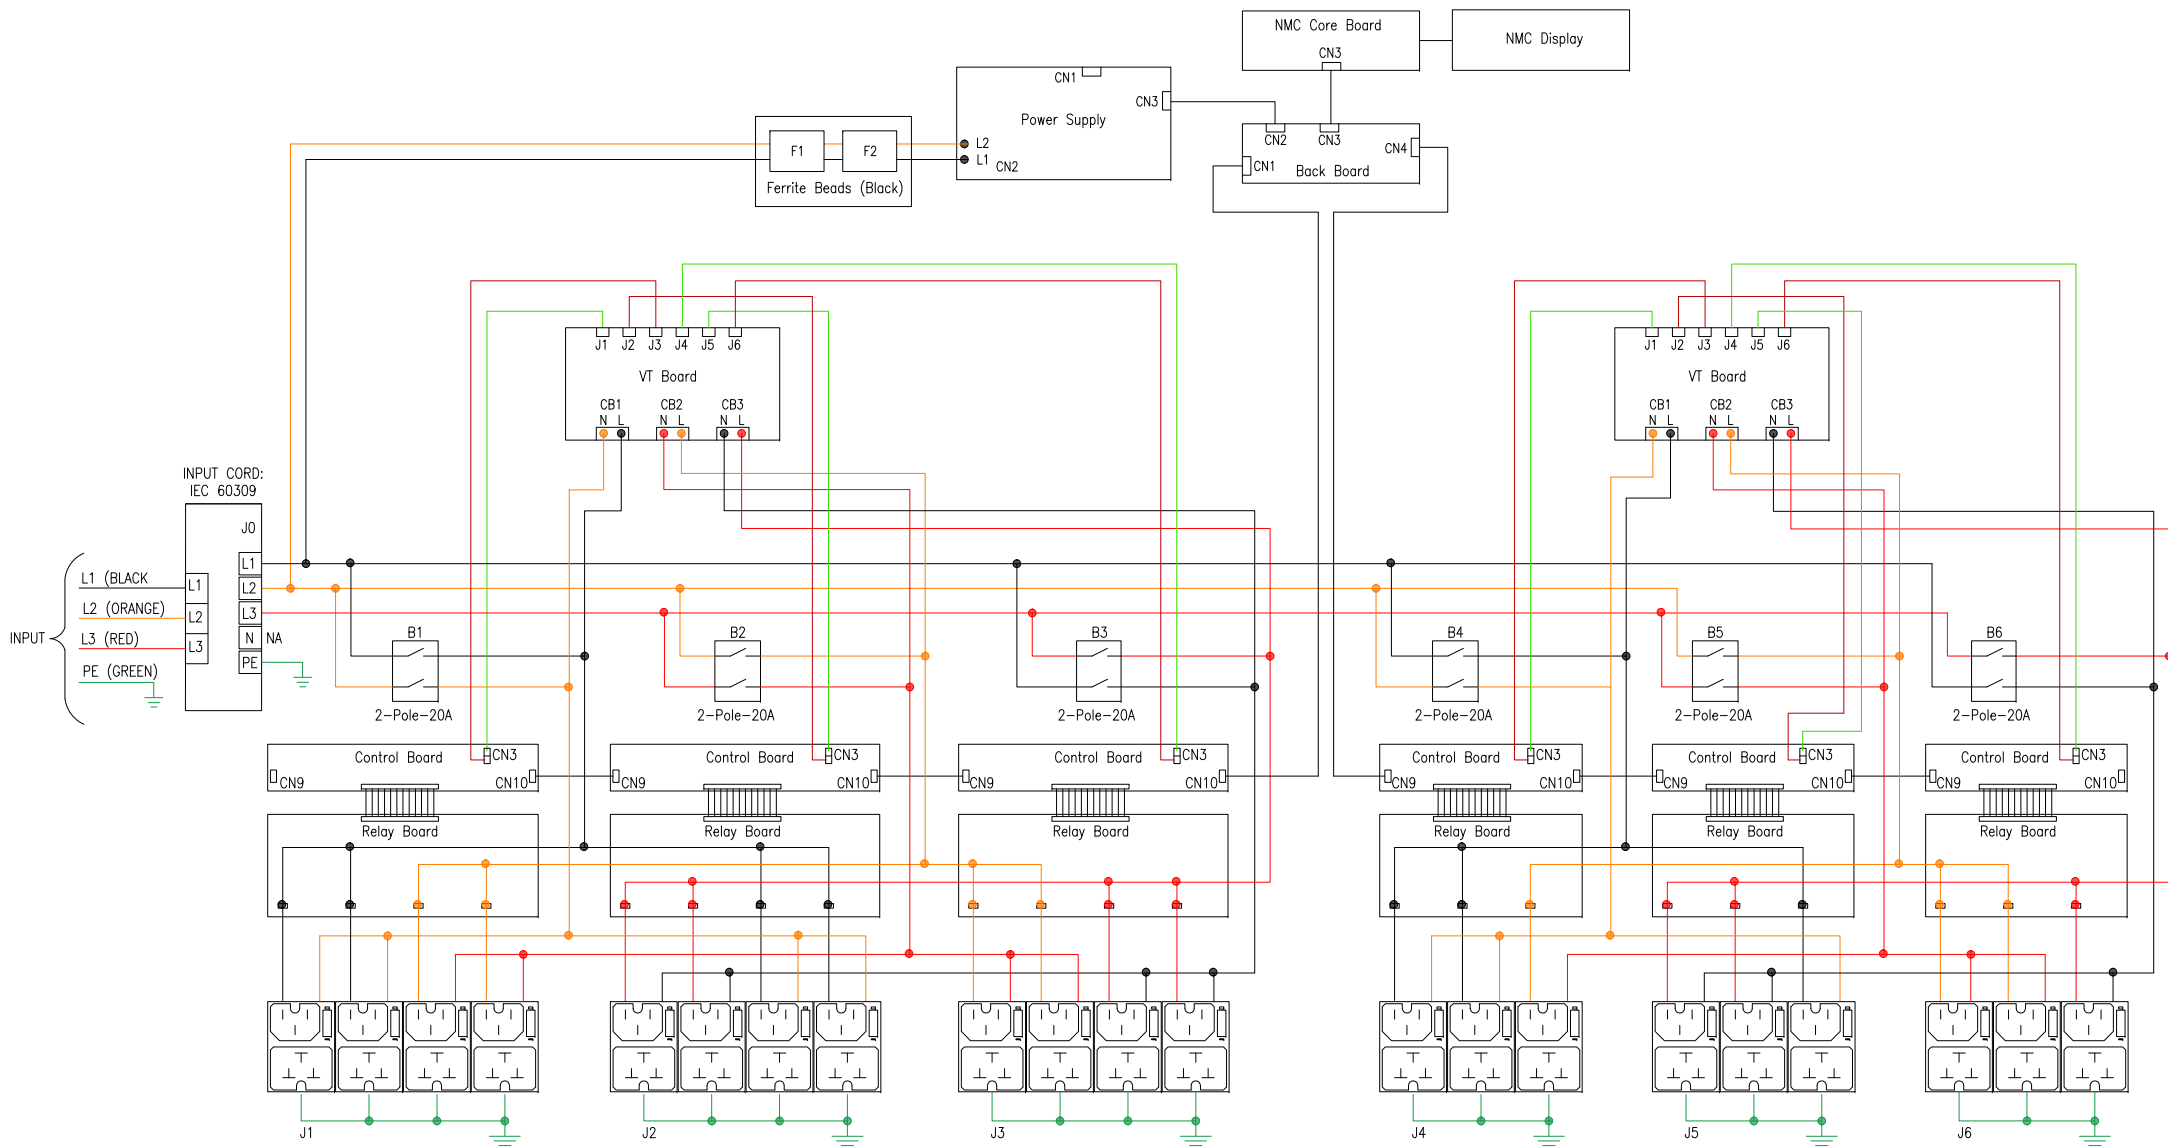 NMC Core Board
CN3
NMC Display
CN1
CN3
Power Supply
L2
L1
CN2
F1
F2
Ferrite Beads (Black)
CN2
CN3
CN4
CN1
Back Board
J1
J2
J3
J4
J5
J6
VT Board
CB1
CB2
CB3
N L
N L
N L
J1
J2
J3
J4
J5
J6
VT Board
CB1
CB2
CB3
N L
N L
N L
INPUT CORD:
IEC 60309
J0
L1
L2
L3
N
NA
PE
L1
L2
L3
INPUT
L1 (BLACK
L2 (ORANGE)
L3 (RED)
PE (GREEN)
B1
2-Pole-20A
B2
2-Pole-20A
B3
2-Pole-20A
B4
2-Pole-20A
B5
2-Pole-20A
B6
2-Pole-20A
Control Board
CN3
CN9
CN10
Relay Board
Control Board
CN3
CN9
CN10
Relay Board
Control Board
CN3
CN9
CN10
Relay Board
Control Board
CN3
CN9
CN10
Relay Board
Control Board
CN3
CN9
CN10
Relay Board
Control Board
CN3
CN9
CN10
Relay Board
J1
J2
J3
J4
J5
J6